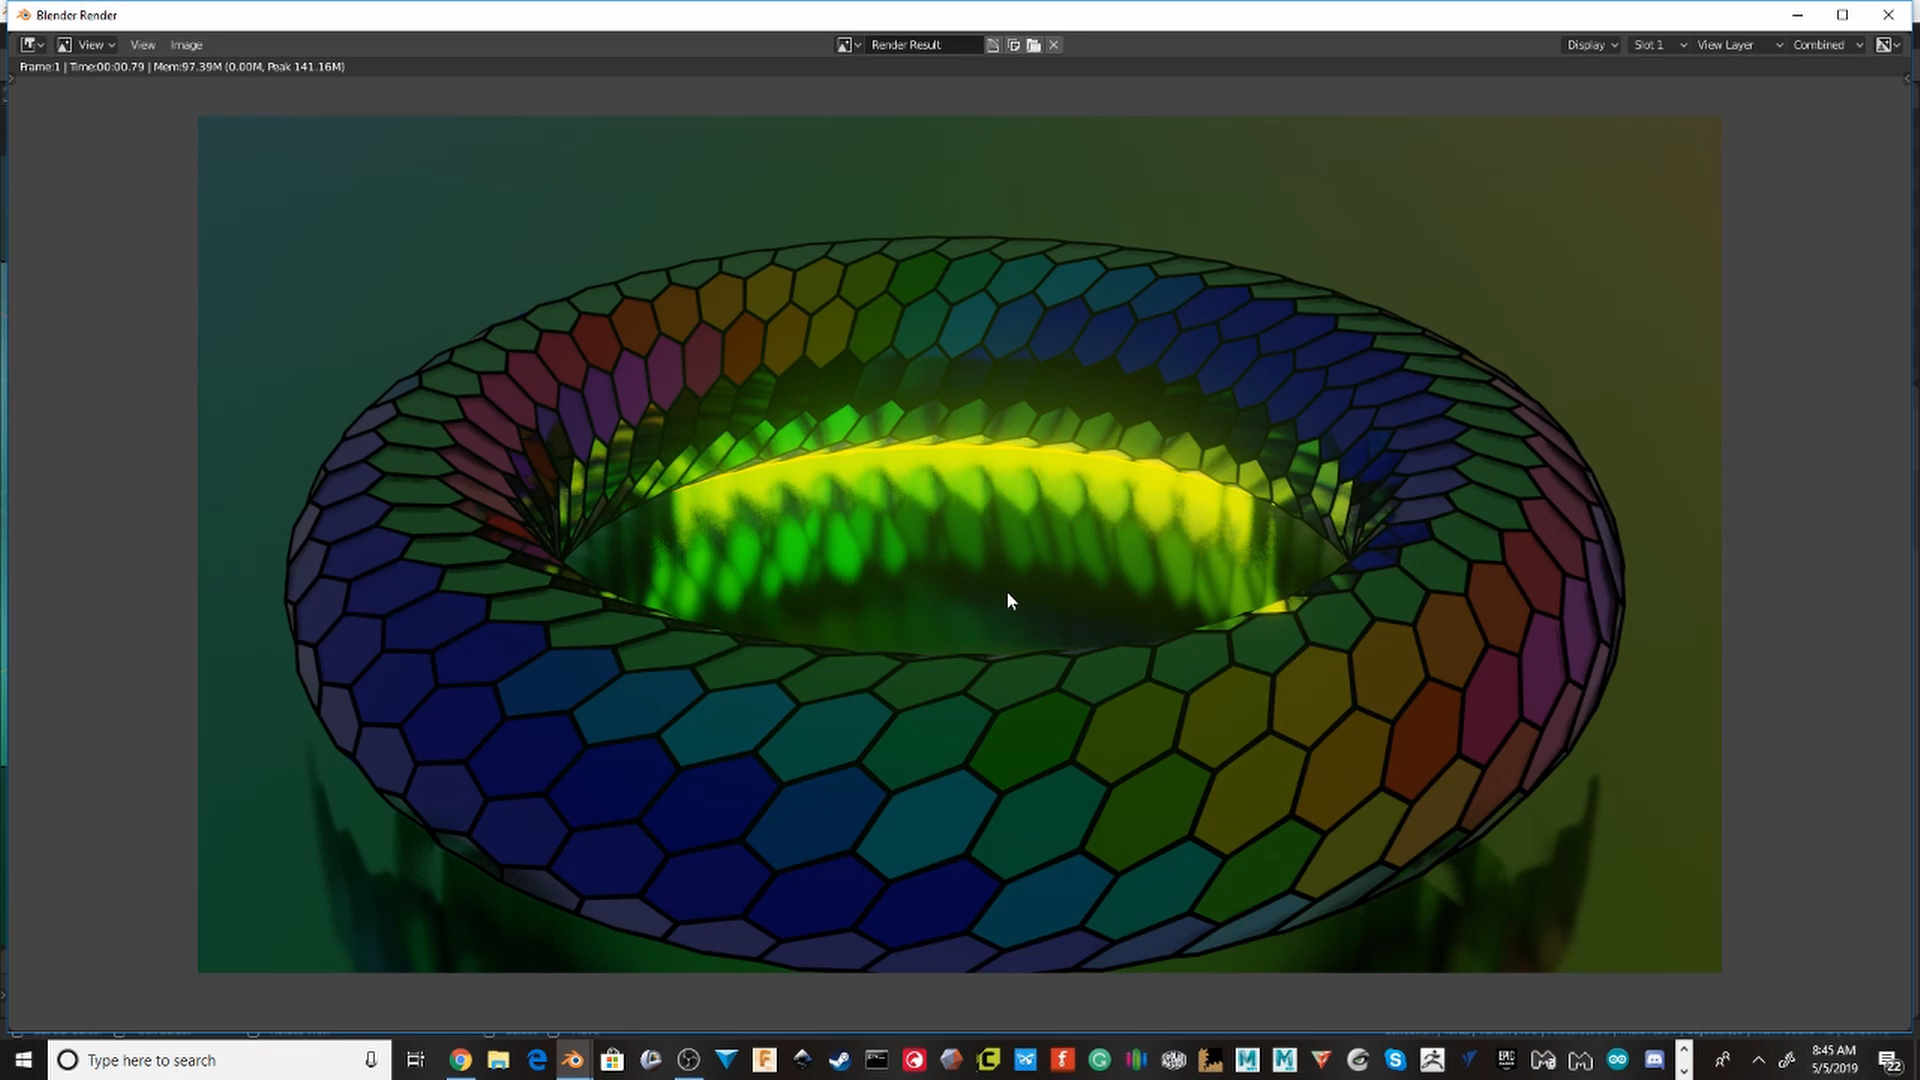 Blender Render
View View Image Render Result Display Slot 1 View Layer Combined
Frame:1 | Time:00:00.79 | Mem:97.39M (0.00M, Peak 141.16M)
Type here to search
8:45 AM
5/5/2019
22